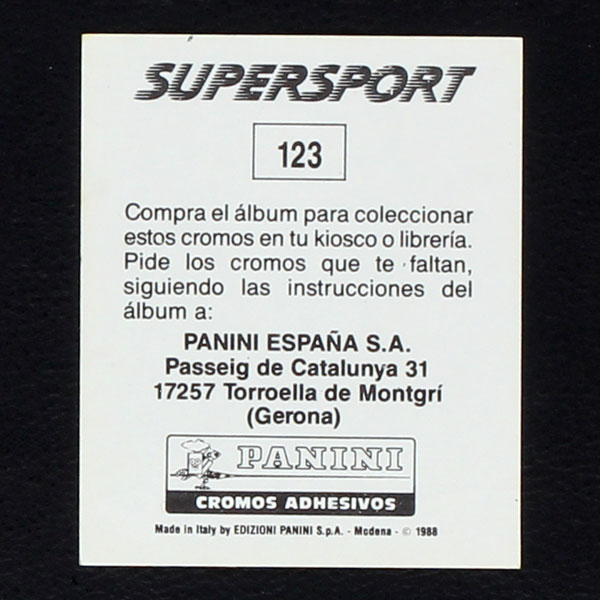 SUPERSPORT
123
Compra el álbum para coleccionar
estos cromos en tu kiosco o librería.
Pide los cromos que te faltan,
siguiendo las instrucciones del
álbum a:
PANINI ESPAÑA S.A.
Passeig de Catalunya 31
17257 Torroella de Montgrí
(Gerona)
PANINI
CROMOS ADHESIVOS
Made in Italy by EDIZIONI PANINI S.p.A. - Modena - © 1988